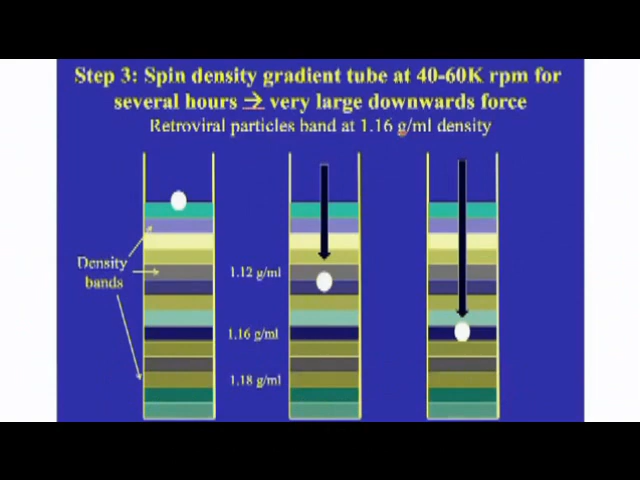 Step 3: Spin density gradient tube at 40-60K rpm for
several hours → very large downwards force
Retroviral particles band at 1.16 g/ml density
Density
bands
1.12 g/ml
1.16 g/ml
1.18 g/ml